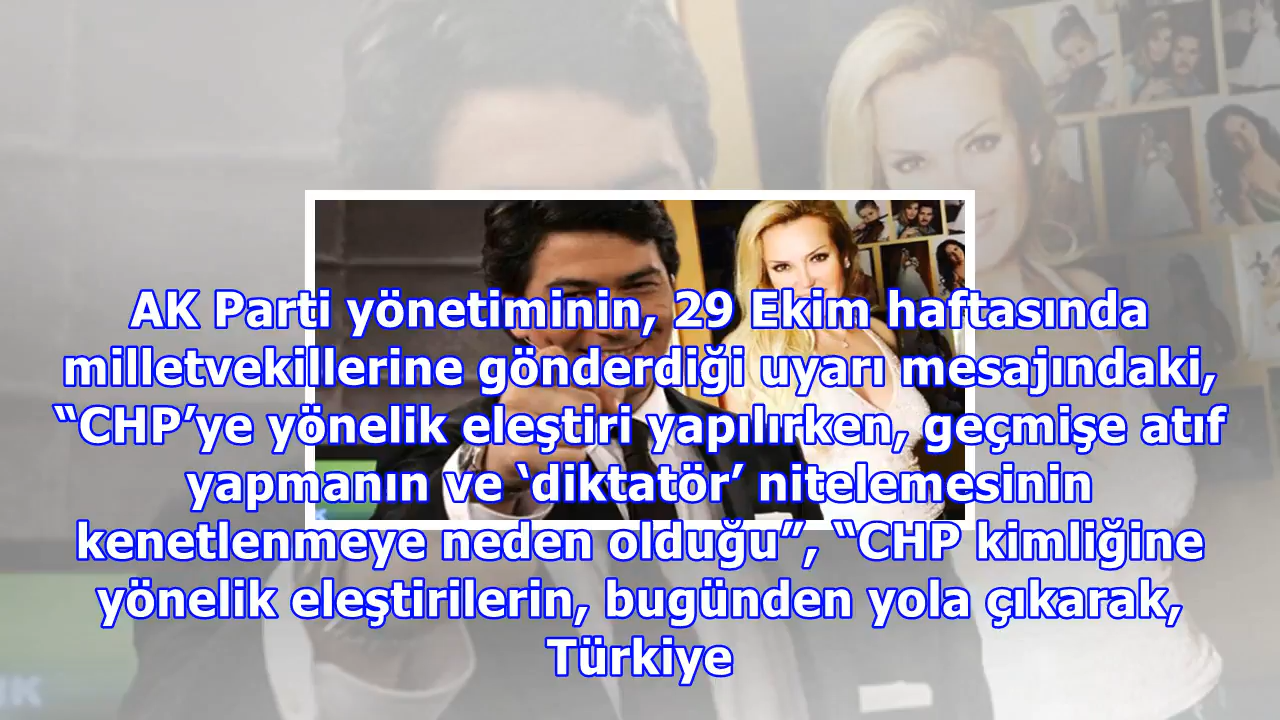 AK Parti yönetiminin, 29 Ekim haftasında
milletvekillerine gönderdiği uyarı mesajındaki,
“CHP’ye yönelik eleştiri yapılırken, geçmişe atıf
yapmanın ve ‘diktatör’ nitelemesinin
kenetlenmeye neden olduğu”, “CHP kimliğine
yönelik eleştirilerin, bugünden yola çıkarak,
Türkiye